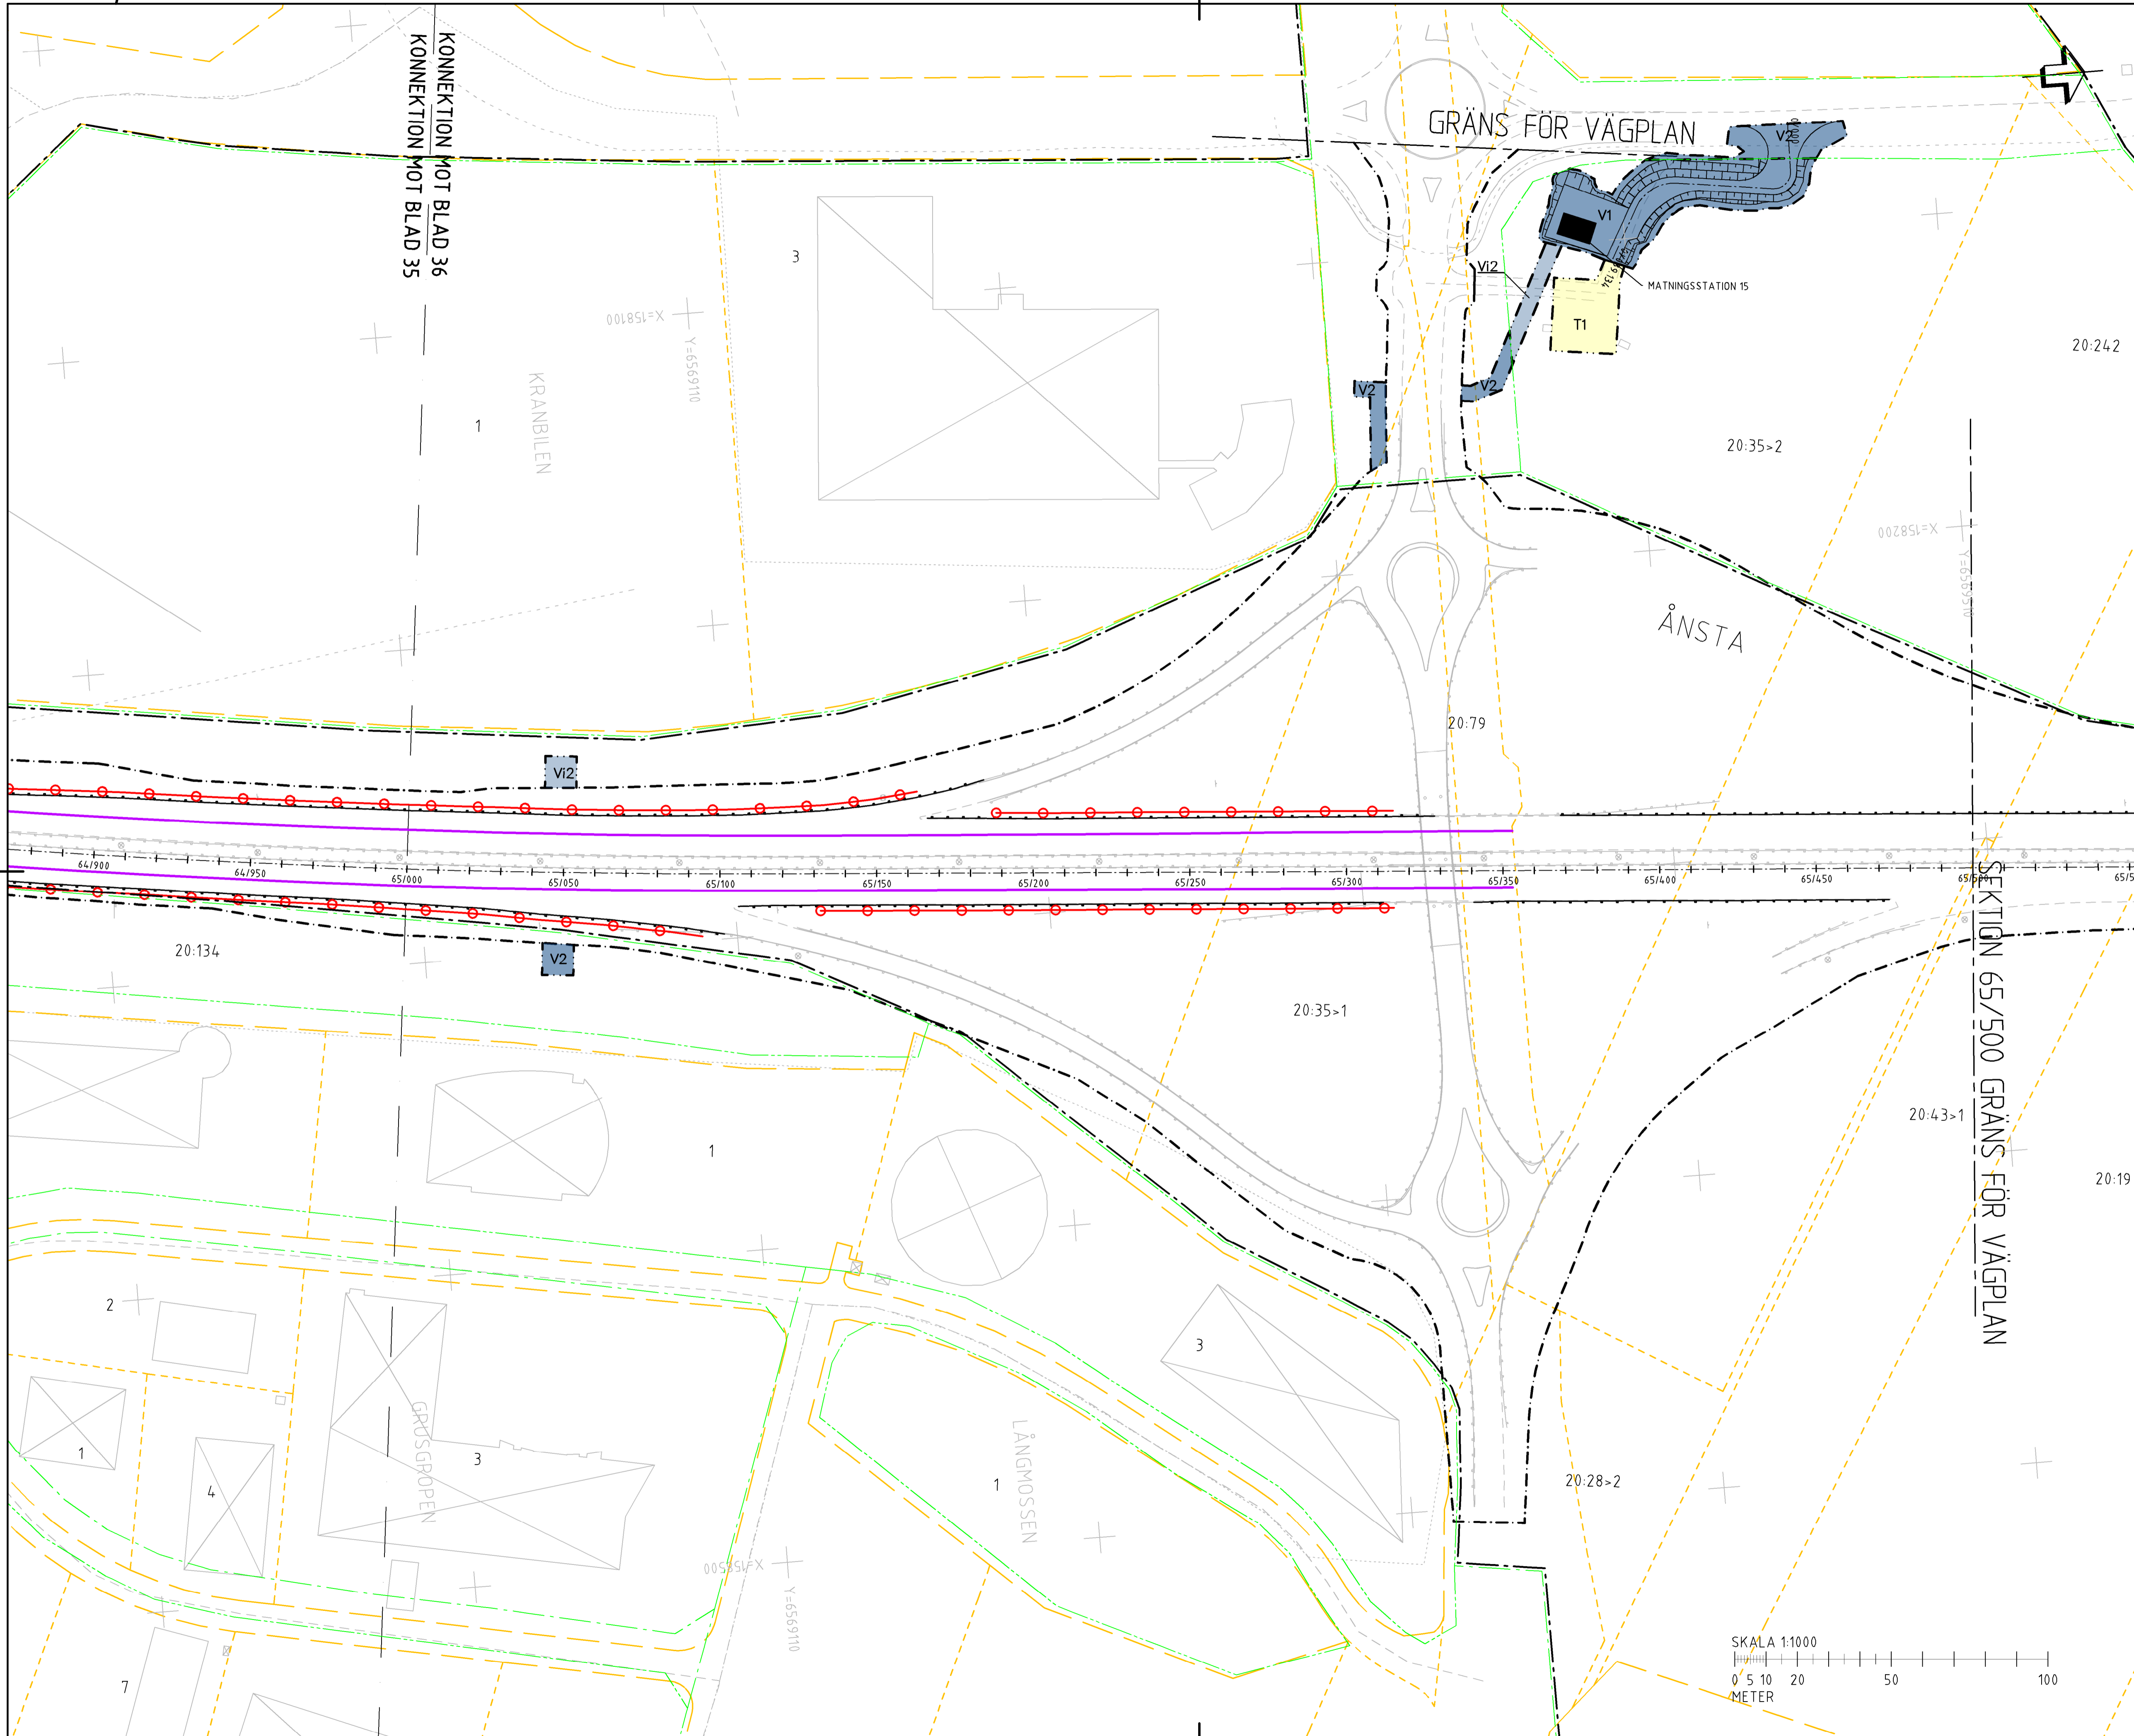 KONNEKTION MOT BLAD 36
KONNEKTION MOT BLAD 35
GRÄNS FÖR VÄGPLAN
V2
V1
Vi2
MATNINGSSTATION 15
T1
3
X=158100
Y=6569110
20:242
KRANBILEN
V2
V2
1
20:35>2
X=158200
ÅNSTA
20:79
Vi2
64/900
64/950
65/000
65/050
65/100
65/150
65/200
65/250
65/300
65/350
65/400
65/450
65/500
SEKTION 65/500 GRÄNS FÖR VÄGPLAN
20:134
V2
20:35>1
20:43>1
1
20:19
2
3
1
4
GRUSGROPEN
3
LÅNGMOSSEN
1
20:28>2
Y=6569110
7
SKALA 1:1000
0 5 10 20 50 100
METER